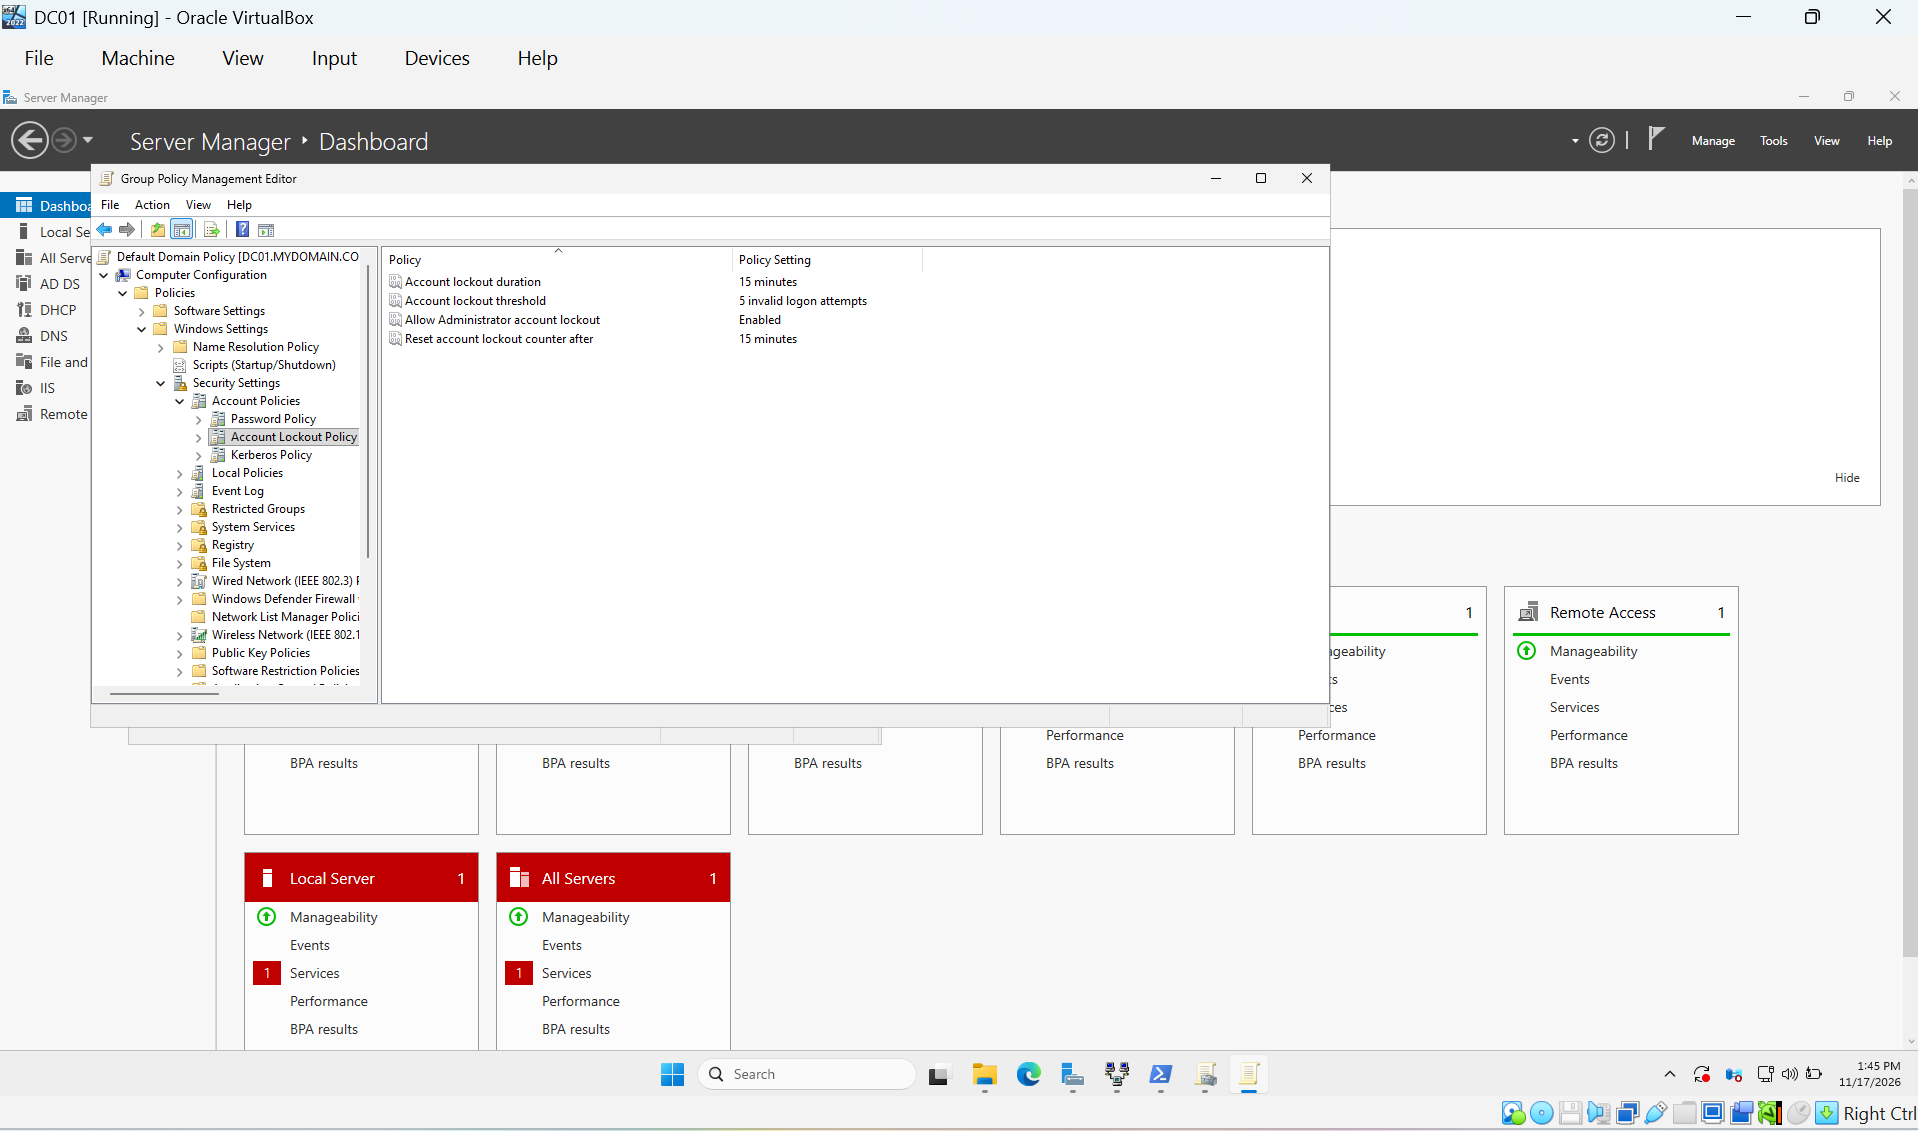 DC01 [Running] - Oracle VirtualBox
File Machine View Input Devices Help
Server Manager
Server Manager ‣ Dashboard
Manage Tools View Help
Group Policy Management Editor
File Action View Help
Dashboa
Local Se
All Serve
AD DS
DHCP
DNS
File and
IIS
Remote
Default Domain Policy [DC01.MYDOMAIN.CO
Computer Configuration
Policies
Software Settings
Windows Settings
Name Resolution Policy
Scripts (Startup/Shutdown)
Security Settings
Account Policies
Password Policy
Account Lockout Policy
Kerberos Policy
Local Policies
Event Log
Restricted Groups
System Services
Registry
File System
Wired Network (IEEE 802.3) P
Windows Defender Firewall
Network List Manager Polici
Wireless Network (IEEE 802.1
Public Key Policies
Software Restriction Policies
Policy Policy Setting
Account lockout duration 15 minutes
Account lockout threshold 5 invalid logon attempts
Allow Administrator account lockout Enabled
Reset account lockout counter after 15 minutes
Hide
1
geability
ts
ces
Performance
BPA results
Remote Access 1
Manageability
Events
Services
Performance
BPA results
BPA results
BPA results
BPA results
Performance
BPA results
Local Server 1
Manageability
Events
1 Services
Performance
BPA results
All Servers 1
Manageability
Events
1 Services
Performance
BPA results
Search
1:45 PM
11/17/2026
Right Ctrl